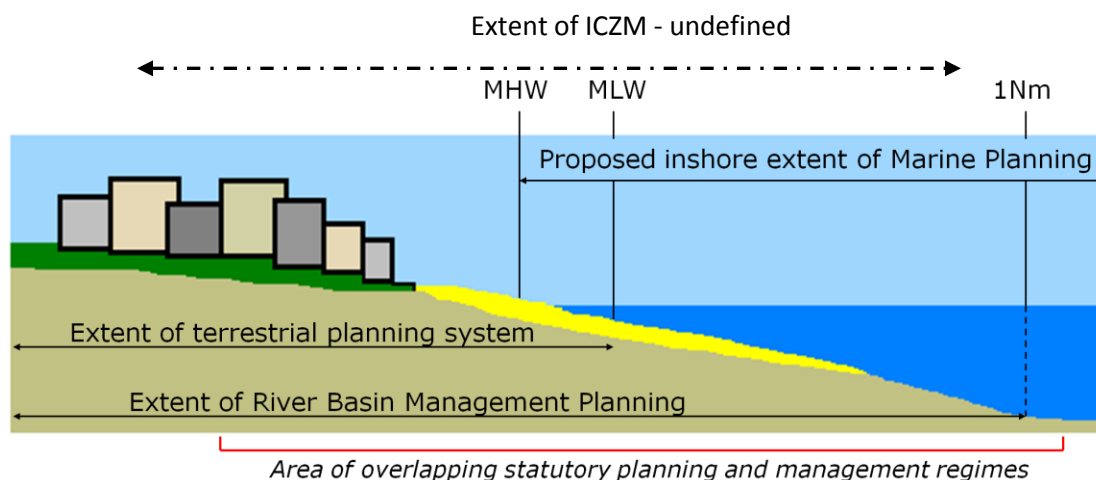 Extent of ICZM - undefined
MHW MLW 1Nm
Proposed inshore extent of Marine Planning
Extent of terrestrial planning system
Extent of River Basin Management Planning
Area of overlapping statutory planning and management regimes